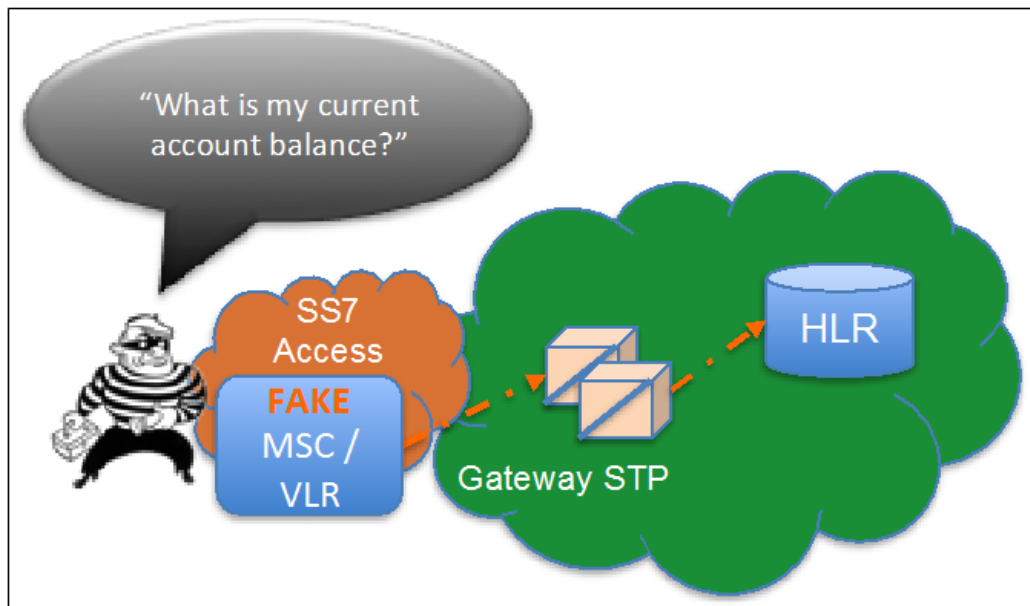 “What is my current
account balance?”
SS7
Access
FAKE
MSC /
VLR
Gateway STP
HLR